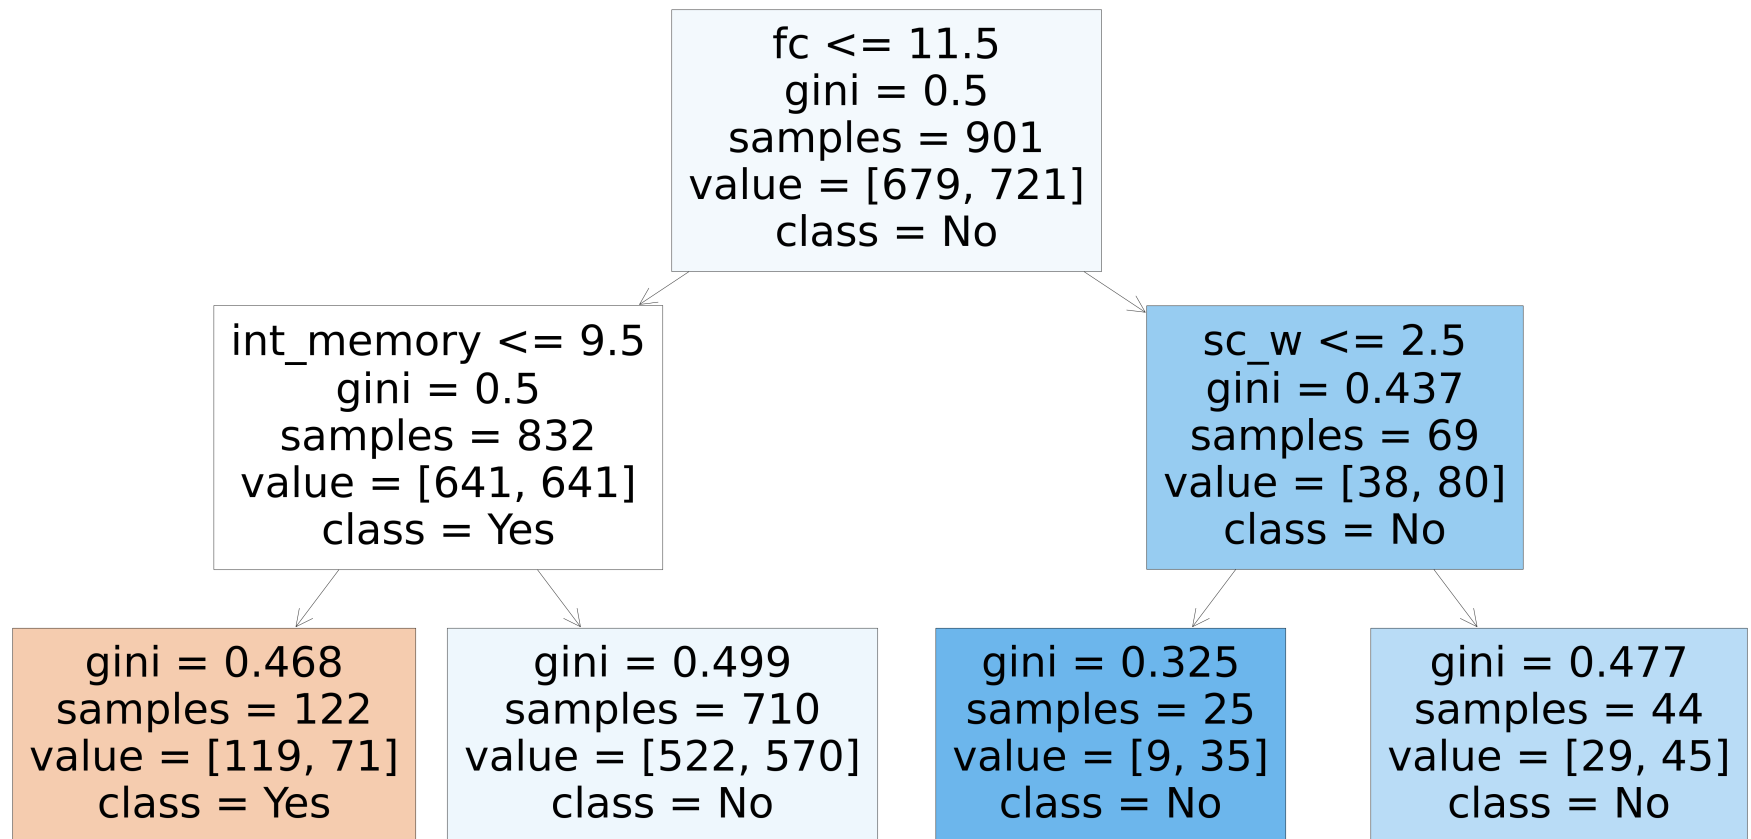 fc <= 11.5
gini = 0.5
samples = 901
value = [679, 721]
class = No
int_memory <= 9.5
gini = 0.5
samples = 832
value = [641, 641]
class = Yes
sc_w <= 2.5
gini = 0.437
samples = 69
value = [38, 80]
class = No
gini = 0.468
samples = 122
value = [119, 71]
class = Yes
gini = 0.499
samples = 710
value = [522, 570]
class = No
gini = 0.325
samples = 25
value = [9, 35]
class = No
gini = 0.477
samples = 44
value = [29, 45]
class = No